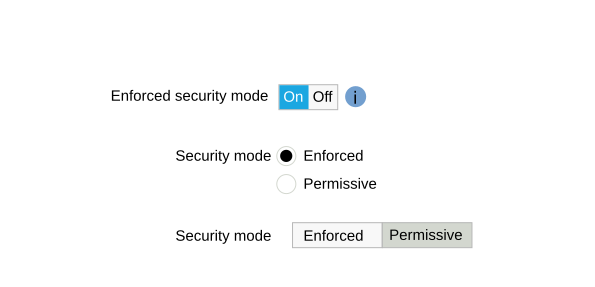 Enforced security mode On Off i
Security mode Enforced
Permissive
Security mode Enforced Permissive